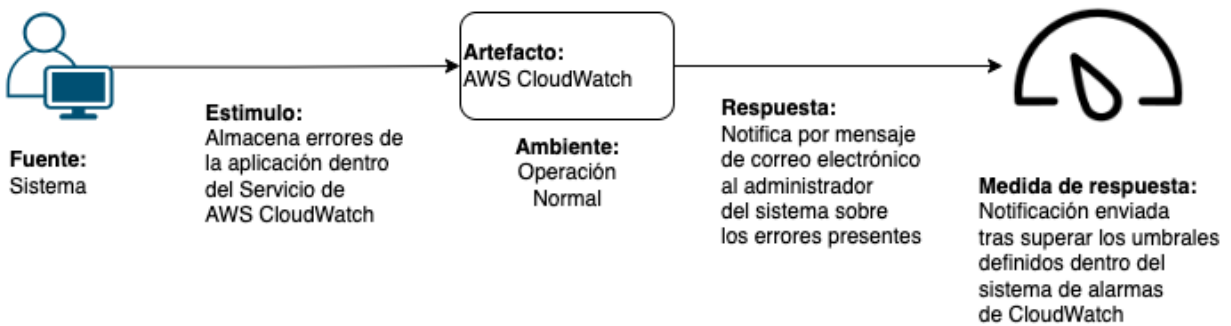 Fuente:
Sistema
Estimulo:
Almacena errores de
la aplicación dentro
del Servicio de
AWS CloudWatch
Artefacto:
AWS CloudWatch
Ambiente:
Operación
Normal
Respuesta:
Notifica por mensaje
de correo electrónico
al administrador
del sistema sobre
los errores presentes
Medida de respuesta:
Notificación enviada
tras superar los umbrales
definidos dentro del
sistema de alarmas
de CloudWatch